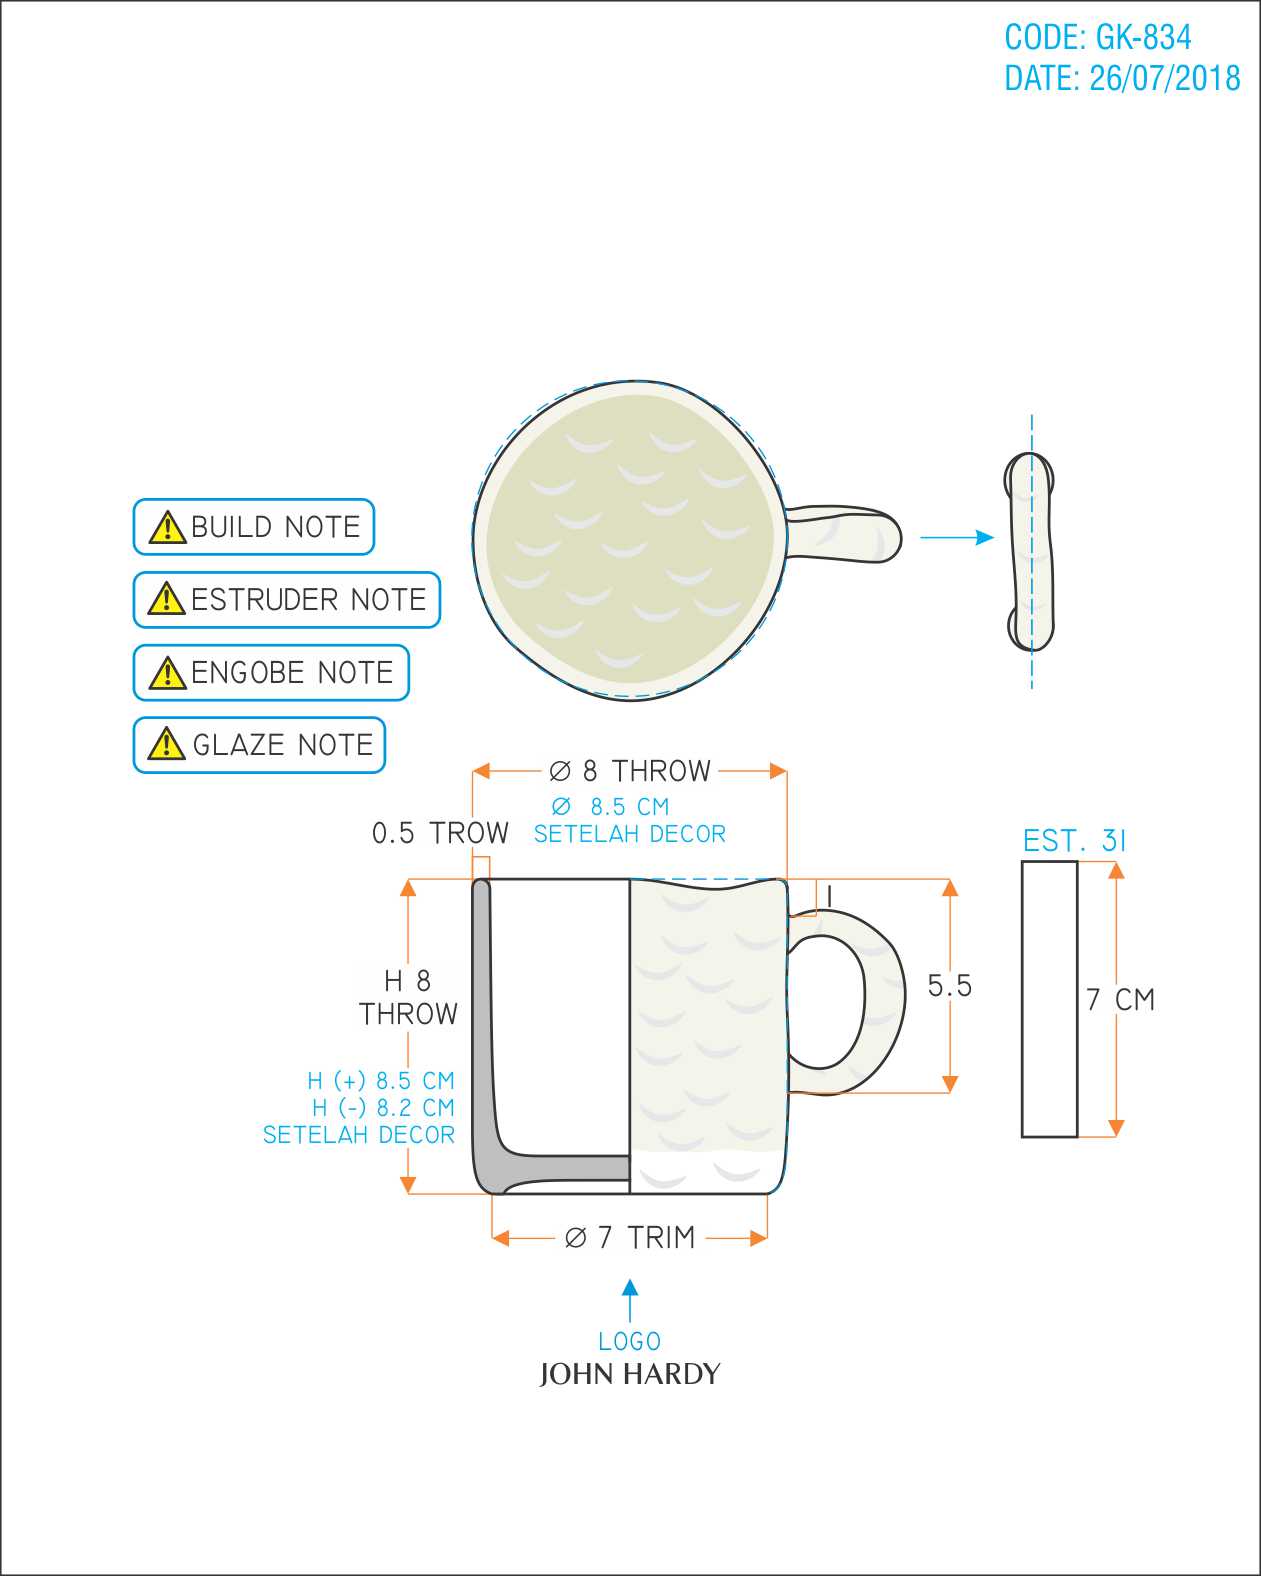 CODE: GK-834
DATE: 26/07/2018
BUILD NOTE
ESTRUDER NOTE
ENGOBE NOTE
GLAZE NOTE
Ø 8 THROW
Ø 8.5 CM
SETELAH DECOR
0.5 TROW
EST. 31
1
H 8
THROW
5.5
7 CM
H (+) 8.5 CM
H (-) 8.2 CM
SETELAH DECOR
Ø 7 TRIM
LOGO
JOHN HARDY